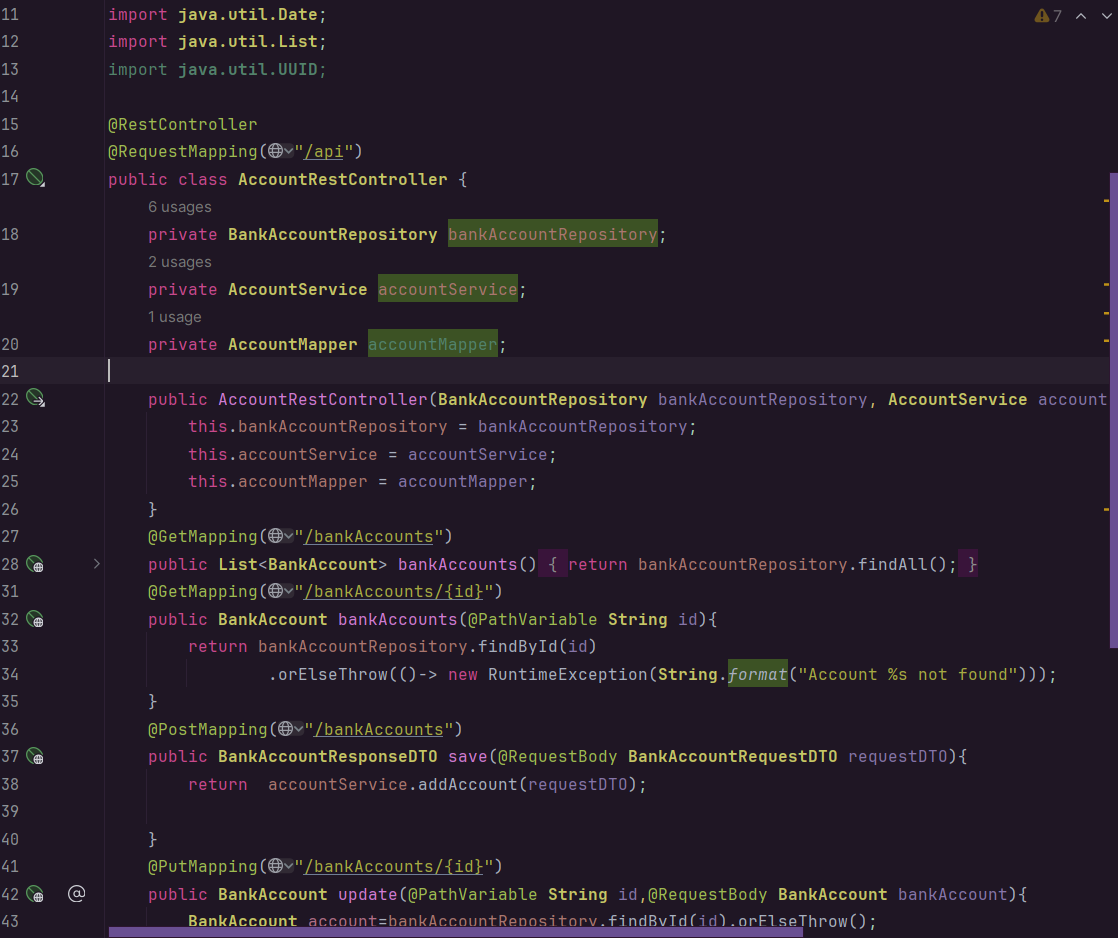 11 import java.util.Date;
7
12 import java.util.List;
13 import java.util.UUID;
14
15 @RestController
16 @RequestMapping("/api")
17 public class AccountRestController {
6 usages
18 private BankAccountRepository bankAccountRepository;
2 usages
19 private AccountService accountService;
1 usage
20 private AccountMapper accountMapper;
21
22 public AccountRestController(BankAccountRepository bankAccountRepository, AccountService account
23 this.bankAccountRepository = bankAccountRepository;
24 this.accountService = accountService;
25 this.accountMapper = accountMapper;
26 }
27 @GetMapping("/bankAccounts")
28 public List<BankAccount> bankAccounts() { return bankAccountRepository.findAll(); }
31 @GetMapping("/bankAccounts/{id}")
32 public BankAccount bankAccounts(@PathVariable String id){
33 return bankAccountRepository.findById(id)
34 .orElseThrow(()-> new RuntimeException(String.format("Account %s not found")));
35 }
36 @PostMapping("/bankAccounts")
37 public BankAccountResponseDTO save(@RequestBody BankAccountRequestDTO requestDTO){
38 return  accountService.addAccount(requestDTO);
39
40 }
41 @PutMapping("/bankAccounts/{id}")
42 @ public BankAccount update(@PathVariable String id,@RequestBody BankAccount bankAccount){
43 BankAccount account=bankAccountRepository.findById(id).orElseThrow();